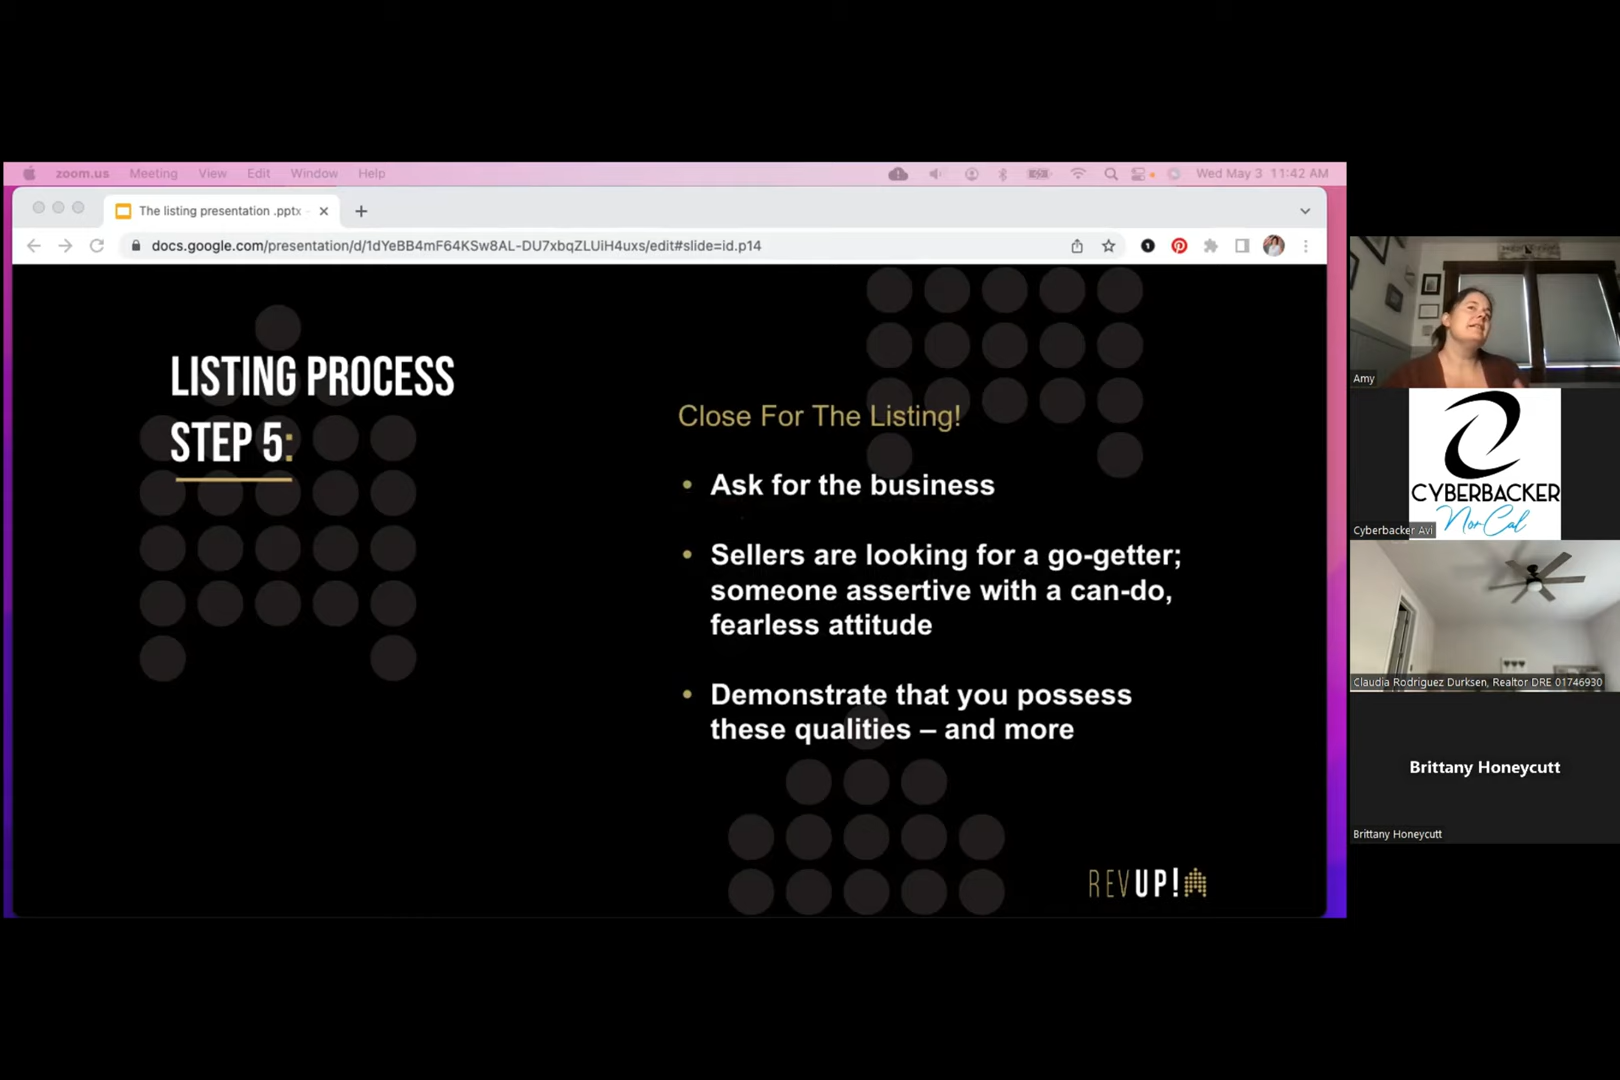 zoom.us Meeting View Edit Window Help Wed May 3 11:42 AM
The listing presentation .pptx
docs.google.com/presentation/d/1dYeBB4mF64KSw8AL-DU7xbqZLUiH4uxs/edit#slide=id.p14
LISTING PROCESS
STEP 5:
Close For The Listing!
• Ask for the business
• Sellers are looking for a go-getter;
someone assertive with a can-do,
fearless attitude
• Demonstrate that you possess
these qualities – and more
REVUP!
Amy
CYBERBACKER
NorCal
Cyberbacker Avi
Claudia Rodriguez Durksen, Realtor DRE 01746930
Brittany Honeycutt
Brittany Honeycutt